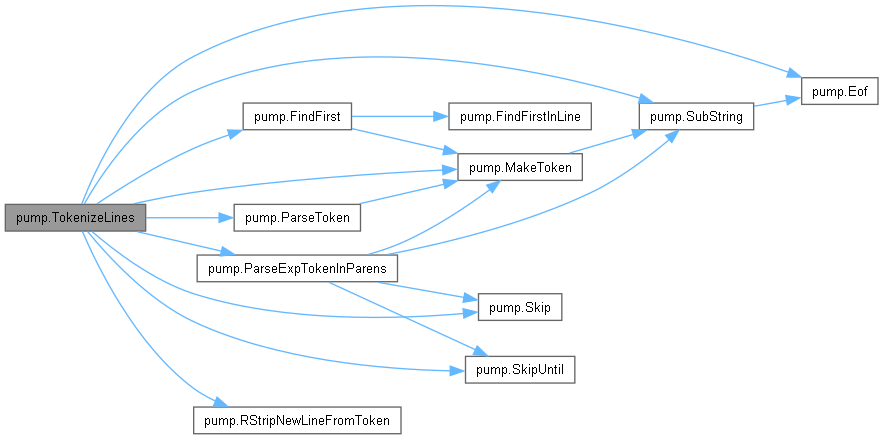 pump.TokenizeLines
pump.FindFirst
pump.FindFirstInLine
pump.SubString
pump.Eof
pump.MakeToken
pump.ParseToken
pump.ParseExpTokenInParens
pump.Skip
pump.SkipUntil
pump.RStripNewLineFromToken